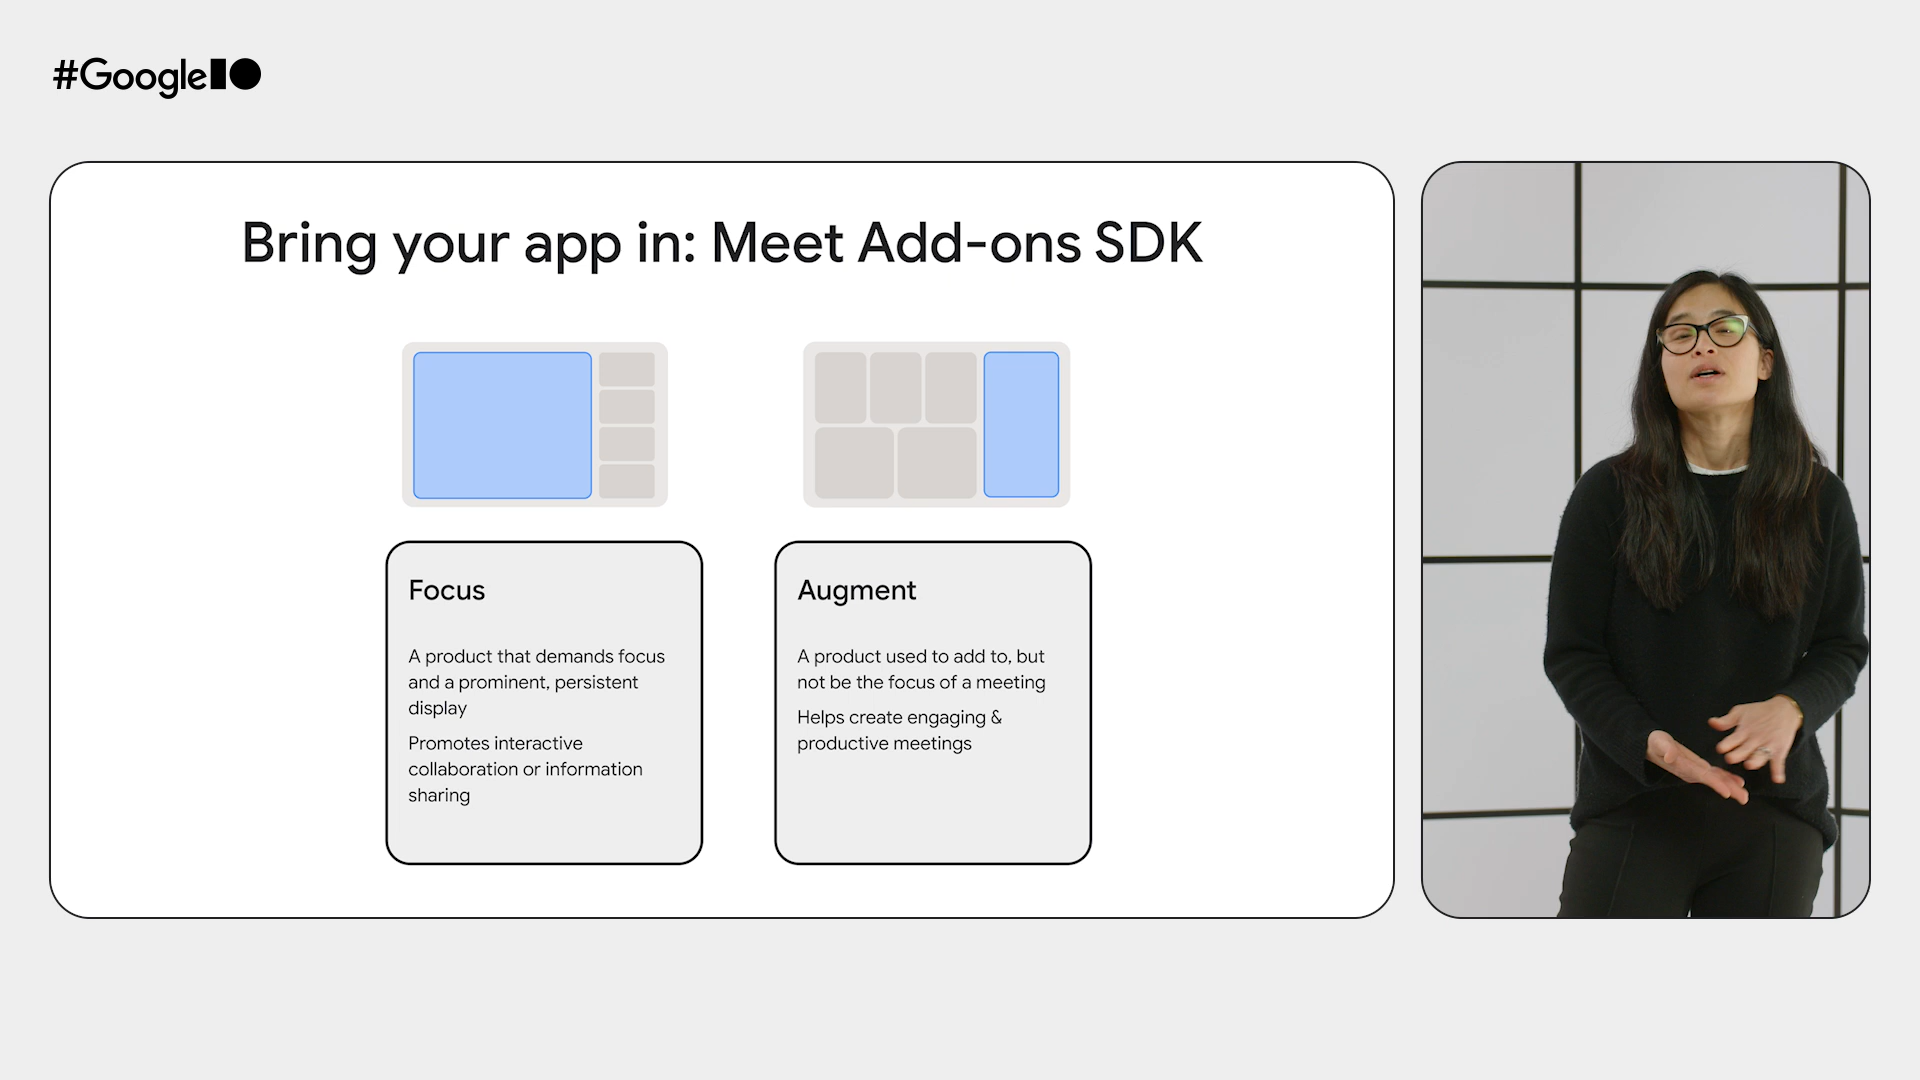 #GoogleIO
Bring your app in: Meet Add-ons SDK
Focus
A product that demands focus
and a prominent, persistent
display
Promotes interactive
collaboration or information
sharing
Augment
A product used to add to, but
not be the focus of a meeting
Helps create engaging &
productive meetings